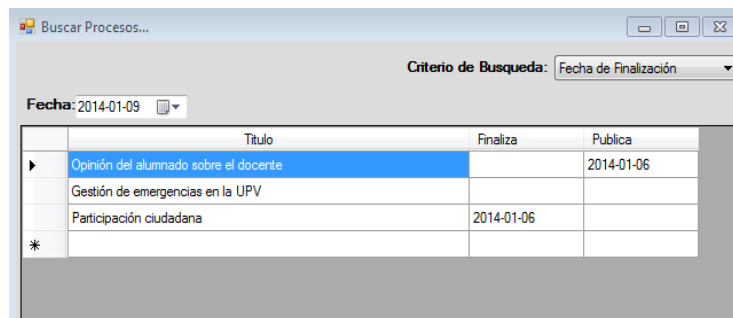 Buscar Procesos...
Criterio de Busqueda: Fecha de Finalización
Fecha: 2014-01-09
Titulo Finaliza Publica
Opinión del alumnado sobre el docente 2014-01-06
Gestión de emergencias en la UPV
Participación ciudadana 2014-01-06